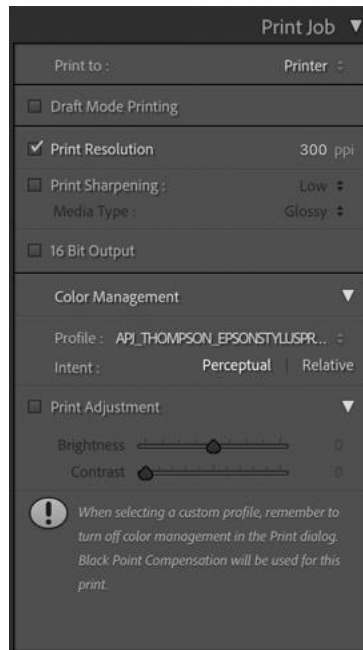 Print Job
Print to : Printer
Draft Mode Printing
Print Resolution 300 ppi
Print Sharpening : Low
Media Type : Glossy
16 Bit Output
Color Management
Profile : APJ_THOMPSON_EPSONSTYLUSPR...
Intent : Perceptual | Relative
Print Adjustment
Brightness 0
Contrast 0
When selecting a custom profile, remember to
turn off color management in the Print dialog.
Black Point Compensation will be used for this
print.